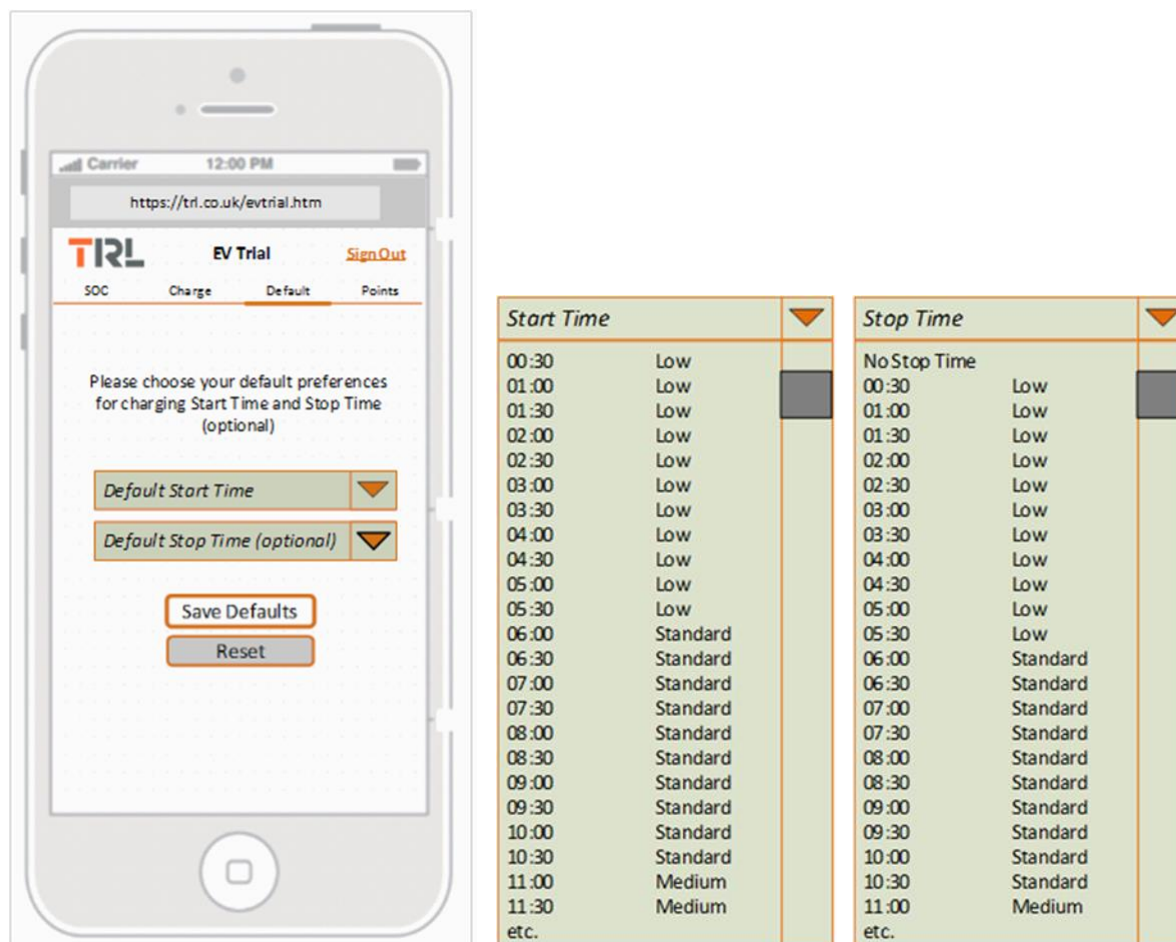 Carrier 12:00 PM
https://trl.co.uk/evtrial.htm
TRL EV Trial Sign Out
SOC Charge Default Points
Please choose your default preferences
for charging Start Time and Stop Time
(optional)
Default Start Time
Default Stop Time (optional)
Save Defaults
Reset
Start Time
00:30 Low
01:00 Low
01:30 Low
02:00 Low
02:30 Low
03:00 Low
03:30 Low
04:00 Low
04:30 Low
05:00 Low
05:30 Low
06:00 Standard
06:30 Standard
07:00 Standard
07:30 Standard
08:00 Standard
08:30 Standard
09:00 Standard
09:30 Standard
10:00 Standard
10:30 Standard
11:00 Medium
11:30 Medium
etc.
Stop Time
No Stop Time
00:30 Low
01:00 Low
01:30 Low
02:00 Low
02:30 Low
03:00 Low
03:30 Low
04:00 Low
04:30 Low
05:00 Low
05:30 Low
06:00 Standard
06:30 Standard
07:00 Standard
07:30 Standard
08:00 Standard
08:30 Standard
09:00 Standard
09:30 Standard
10:00 Standard
10:30 Standard
11:00 Medium
etc.